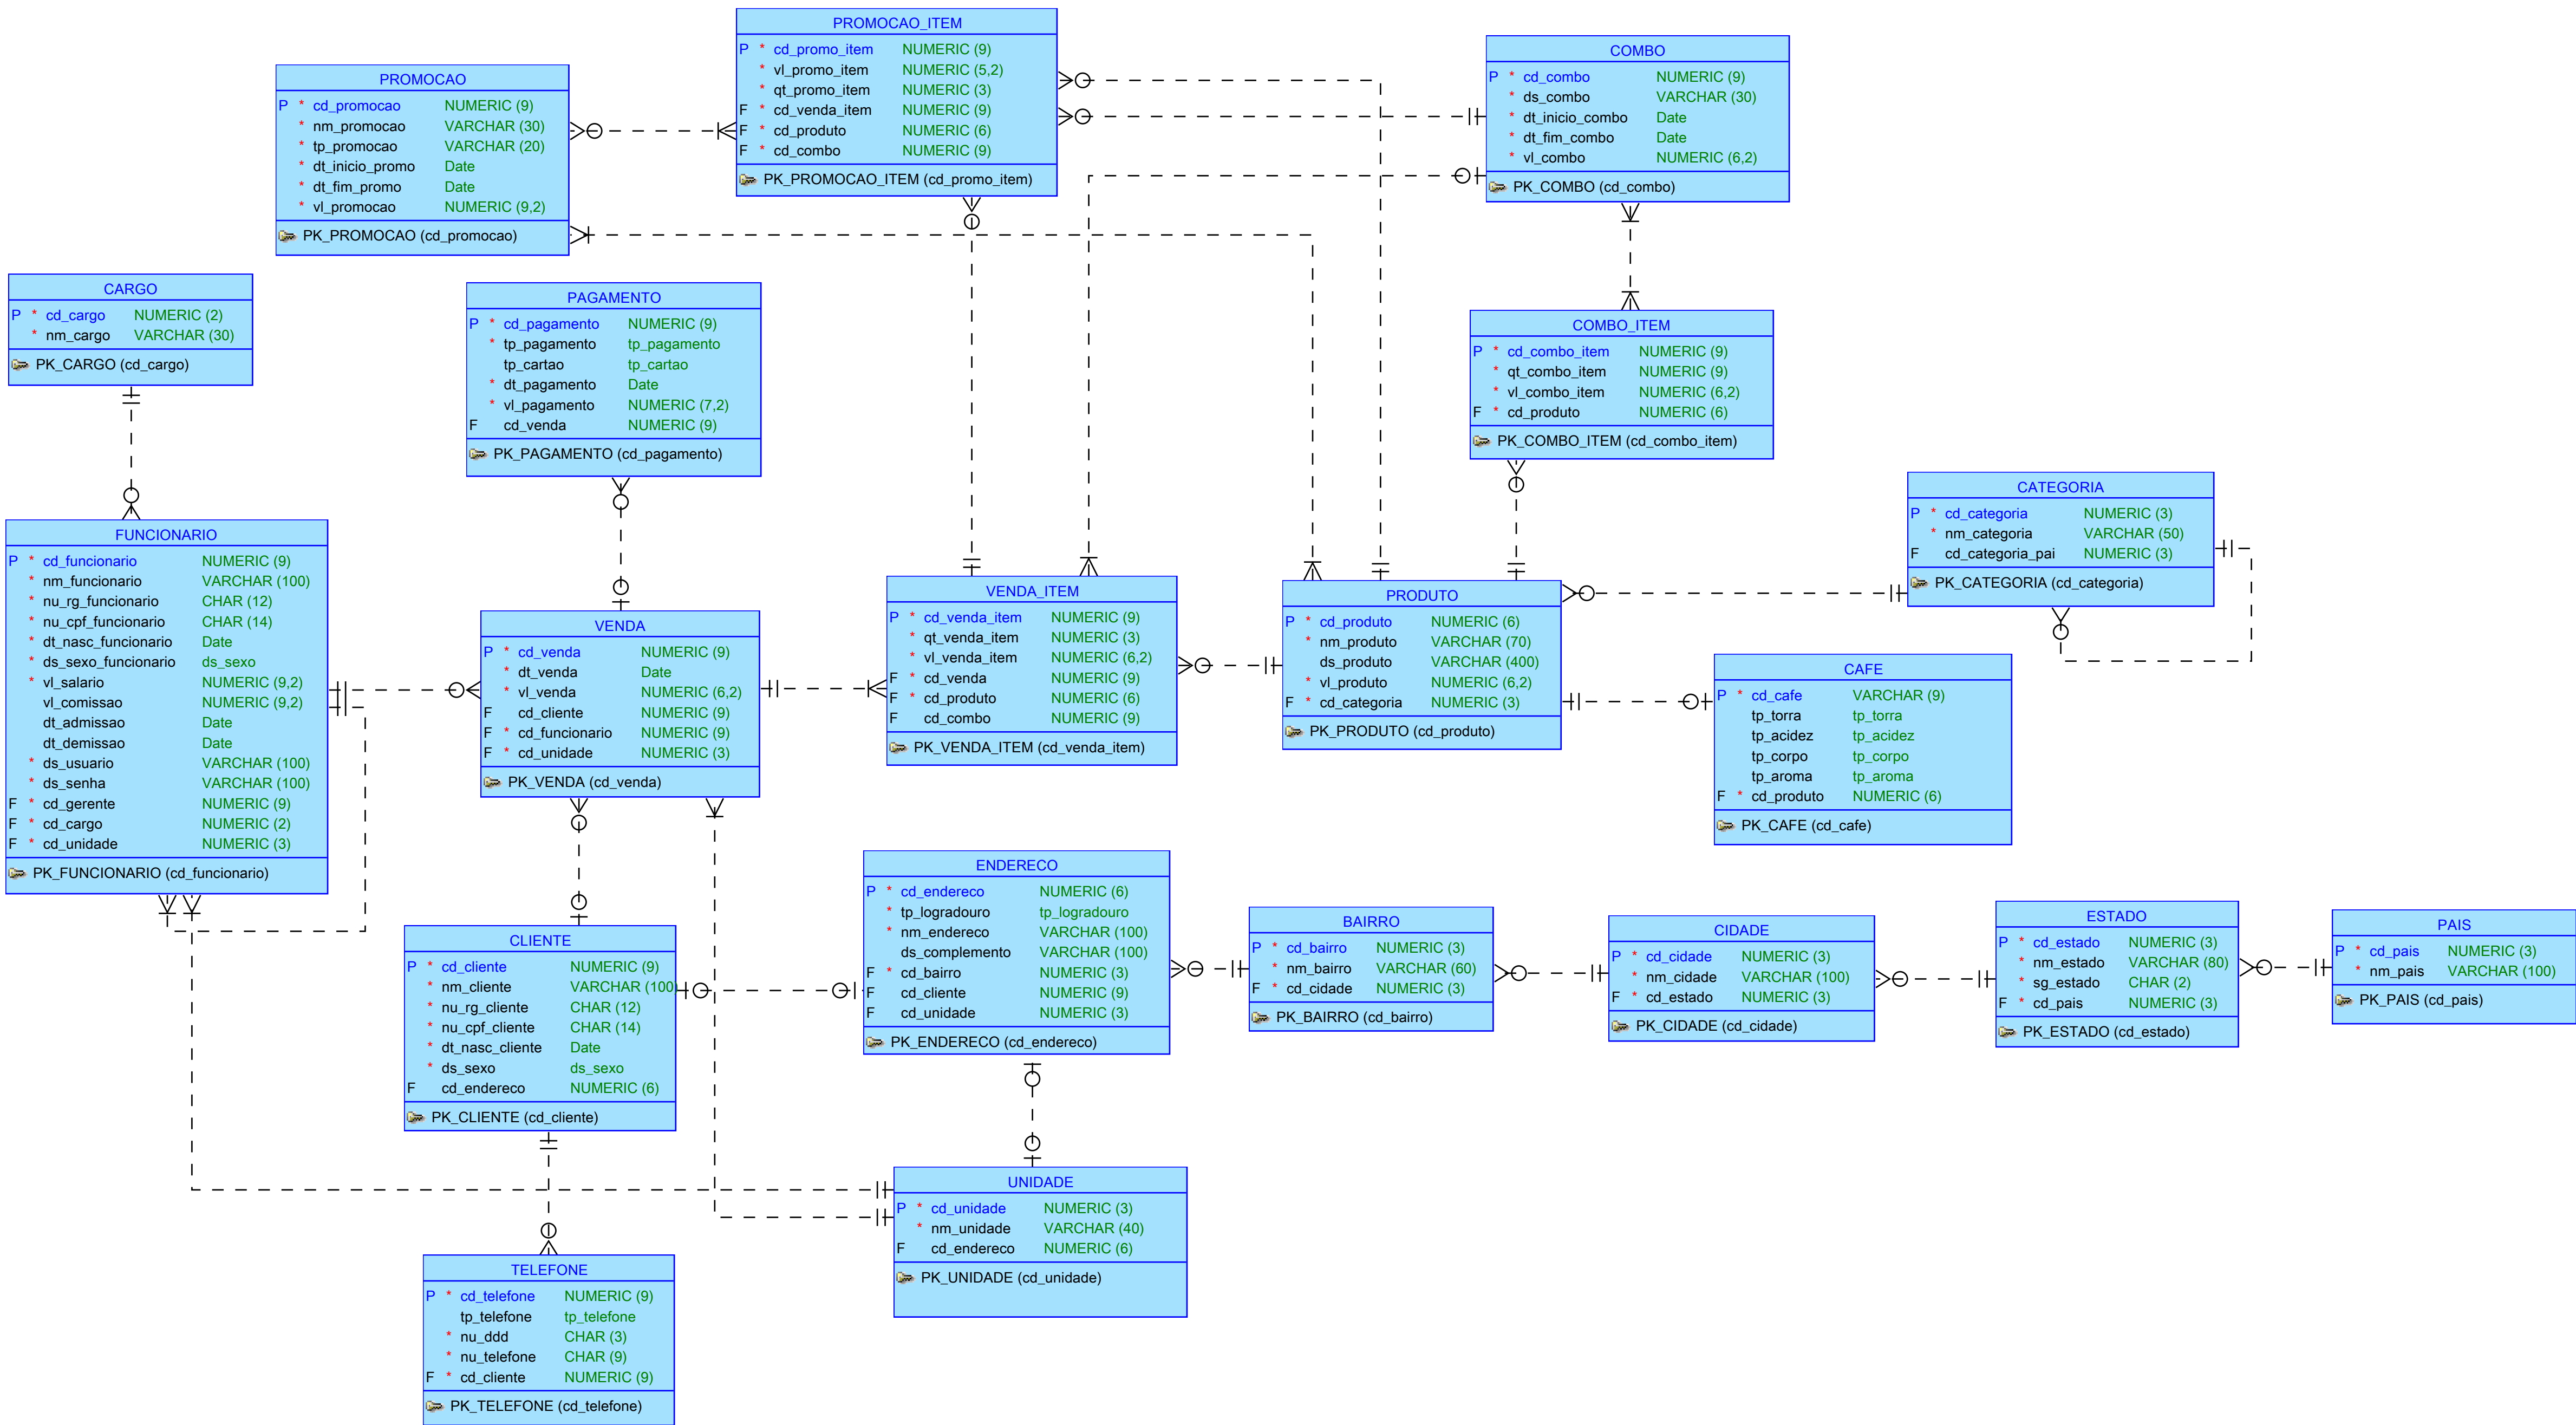 PROMOCAO_ITEM
P * cd_promo_item NUMERIC (9)
* vl_promo_item NUMERIC (5,2)
* qt_promo_item NUMERIC (3)
F * cd_venda_item NUMERIC (9)
F * cd_produto NUMERIC (6)
F * cd_combo NUMERIC (9)
PK_PROMOCAO_ITEM (cd_promo_item)
COMBO
P * cd_combo NUMERIC (9)
* ds_combo VARCHAR (30)
* dt_inicio_combo Date
* dt_fim_combo Date
* vl_combo NUMERIC (6,2)
PK_COMBO (cd_combo)
PROMOCAO
P * cd_promocao NUMERIC (9)
* nm_promocao VARCHAR (30)
* tp_promocao VARCHAR (20)
* dt_inicio_promo Date
* dt_fim_promo Date
* vl_promocao NUMERIC (9,2)
PK_PROMOCAO (cd_promocao)
CARGO
P * cd_cargo NUMERIC (2)
* nm_cargo VARCHAR (30)
PK_CARGO (cd_cargo)
PAGAMENTO
P * cd_pagamento NUMERIC (9)
* tp_pagamento tp_pagamento
tp_cartao tp_cartao
* dt_pagamento Date
* vl_pagamento NUMERIC (7,2)
F cd_venda NUMERIC (9)
PK_PAGAMENTO (cd_pagamento)
COMBO_ITEM
P * cd_combo_item NUMERIC (9)
* qt_combo_item NUMERIC (9)
* vl_combo_item NUMERIC (6,2)
F * cd_produto NUMERIC (6)
PK_COMBO_ITEM (cd_combo_item)
CATEGORIA
P * cd_categoria NUMERIC (3)
* nm_categoria VARCHAR (50)
F cd_categoria_pai NUMERIC (3)
PK_CATEGORIA (cd_categoria)
FUNCIONARIO
P * cd_funcionario NUMERIC (9)
* nm_funcionario VARCHAR (100)
* nu_rg_funcionario CHAR (12)
* nu_cpf_funcionario CHAR (14)
* dt_nasc_funcionario Date
* ds_sexo_funcionario ds_sexo
* vl_salario NUMERIC (9,2)
vl_comissao NUMERIC (9,2)
dt_admissao Date
dt_demissao Date
* ds_usuario VARCHAR (100)
* ds_senha VARCHAR (100)
F * cd_gerente NUMERIC (9)
F * cd_cargo NUMERIC (2)
F * cd_unidade NUMERIC (3)
PK_FUNCIONARIO (cd_funcionario)
VENDA
P * cd_venda NUMERIC (9)
* dt_venda Date
* vl_venda NUMERIC (6,2)
F cd_cliente NUMERIC (9)
F * cd_funcionario NUMERIC (9)
F * cd_unidade NUMERIC (3)
PK_VENDA (cd_venda)
VENDA_ITEM
P * cd_venda_item NUMERIC (9)
* qt_venda_item NUMERIC (3)
* vl_venda_item NUMERIC (6,2)
F * cd_venda NUMERIC (9)
F * cd_produto NUMERIC (6)
F cd_combo NUMERIC (9)
PK_VENDA_ITEM (cd_venda_item)
PRODUTO
P * cd_produto NUMERIC (6)
* nm_produto VARCHAR (70)
ds_produto VARCHAR (400)
* vl_produto NUMERIC (6,2)
F * cd_categoria NUMERIC (3)
PK_PRODUTO (cd_produto)
CAFE
P * cd_cafe VARCHAR (9)
tp_torra tp_torra
tp_acidez tp_acidez
tp_corpo tp_corpo
tp_aroma tp_aroma
F * cd_produto NUMERIC (6)
PK_CAFE (cd_cafe)
CLIENTE
P * cd_cliente NUMERIC (9)
* nm_cliente VARCHAR (100)
* nu_rg_cliente CHAR (12)
* nu_cpf_cliente CHAR (14)
* dt_nasc_cliente Date
* ds_sexo ds_sexo
F cd_endereco NUMERIC (6)
PK_CLIENTE (cd_cliente)
ENDERECO
P * cd_endereco NUMERIC (6)
* tp_logradouro tp_logradouro
* nm_endereco VARCHAR (100)
ds_complemento VARCHAR (100)
F * cd_bairro NUMERIC (3)
F cd_cliente NUMERIC (9)
F cd_unidade NUMERIC (3)
PK_ENDERECO (cd_endereco)
BAIRRO
P * cd_bairro NUMERIC (3)
* nm_bairro VARCHAR (60)
F * cd_cidade NUMERIC (3)
PK_BAIRRO (cd_bairro)
CIDADE
P * cd_cidade NUMERIC (3)
* nm_cidade VARCHAR (100)
F * cd_estado NUMERIC (3)
PK_CIDADE (cd_cidade)
ESTADO
P * cd_estado NUMERIC (3)
* nm_estado VARCHAR (80)
* sg_estado CHAR (2)
F * cd_pais NUMERIC (3)
PK_ESTADO (cd_estado)
PAIS
P * cd_pais NUMERIC (3)
* nm_pais VARCHAR (100)
PK_PAIS (cd_pais)
UNIDADE
P * cd_unidade NUMERIC (3)
* nm_unidade VARCHAR (40)
F cd_endereco NUMERIC (6)
PK_UNIDADE (cd_unidade)
TELEFONE
P * cd_telefone NUMERIC (9)
tp_telefone tp_telefone
* nu_ddd CHAR (3)
* nu_telefone CHAR (9)
F * cd_cliente NUMERIC (9)
PK_TELEFONE (cd_telefone)